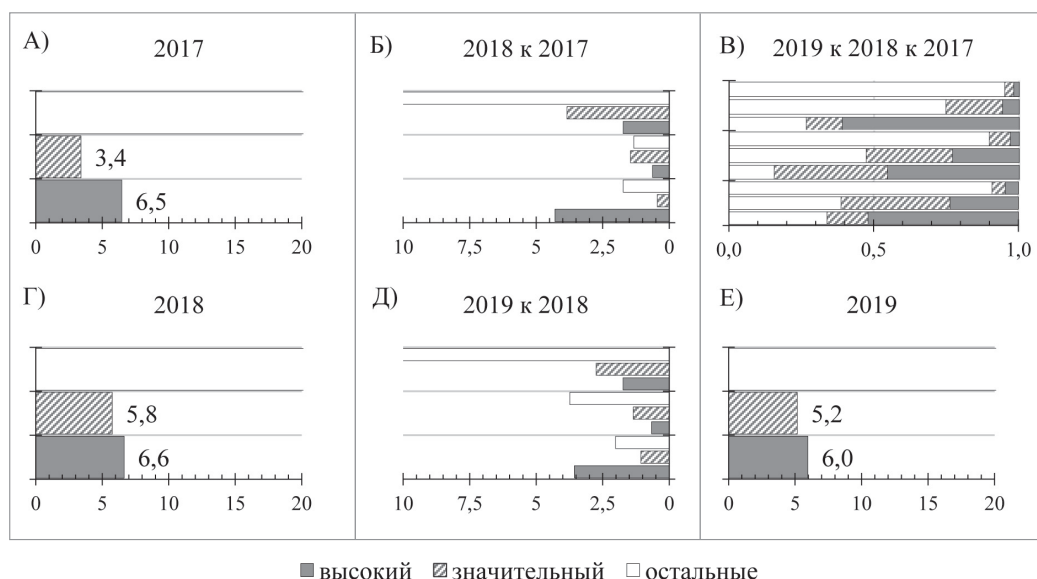 А) 2017
3,4
6,5
0 5 10 15 20
Б) 2018 к 2017
10 7,5 5 2,5 0
В) 2019 к 2018 к 2017
0,0 0,5 1,0
Г) 2018
5,8
6,6
0 5 10 15 20
Д) 2019 к 2018
10 7,5 5 2,5 0
Е) 2019
5,2
6,0
0 5 10 15 20
высокий значительный остальные